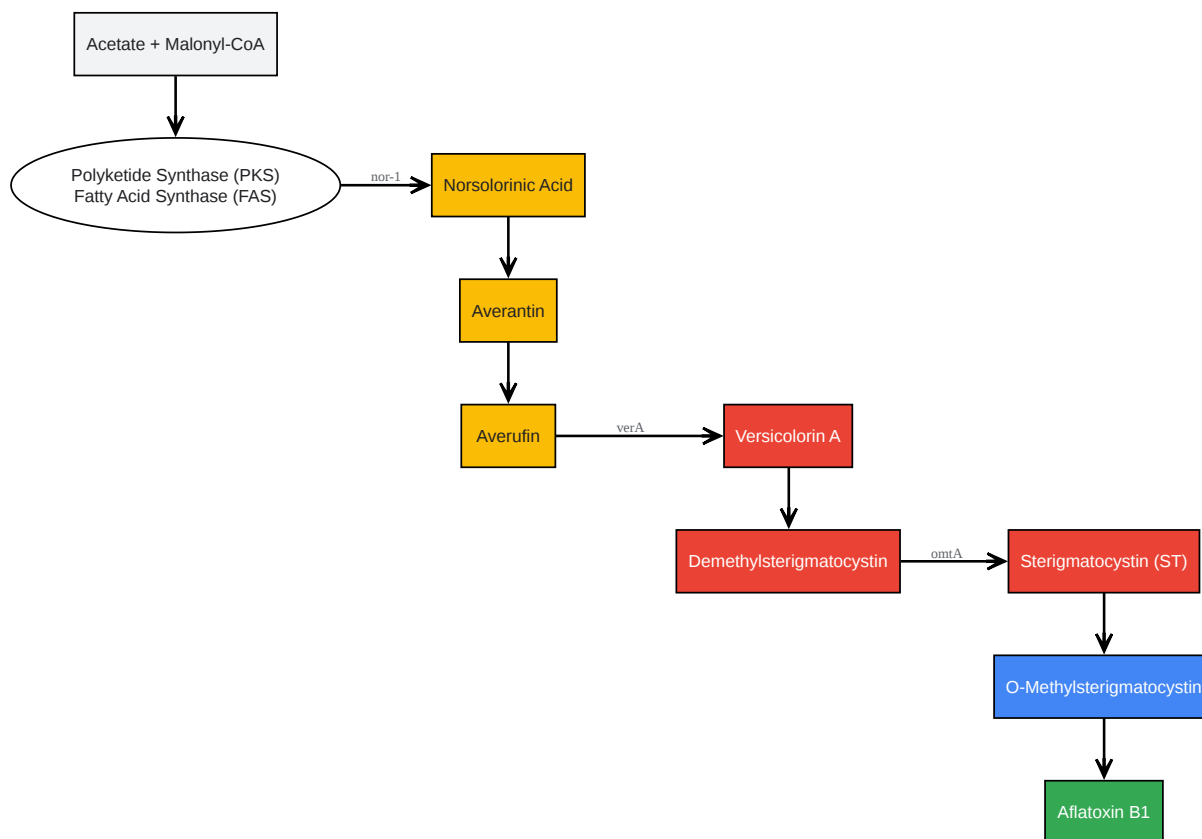 Acetate + Malonyl-CoA
Polyketide Synthase (PKS)
Fatty Acid Synthase (FAS)
nor-1
Norsolorinic Acid
Averantin
Averufin
verA
Versicolorin A
Demethylsterigmatocystin
omtA
Sterigmatocystin (ST)
O-Methylsterigmatocystin
Aflatoxin B1